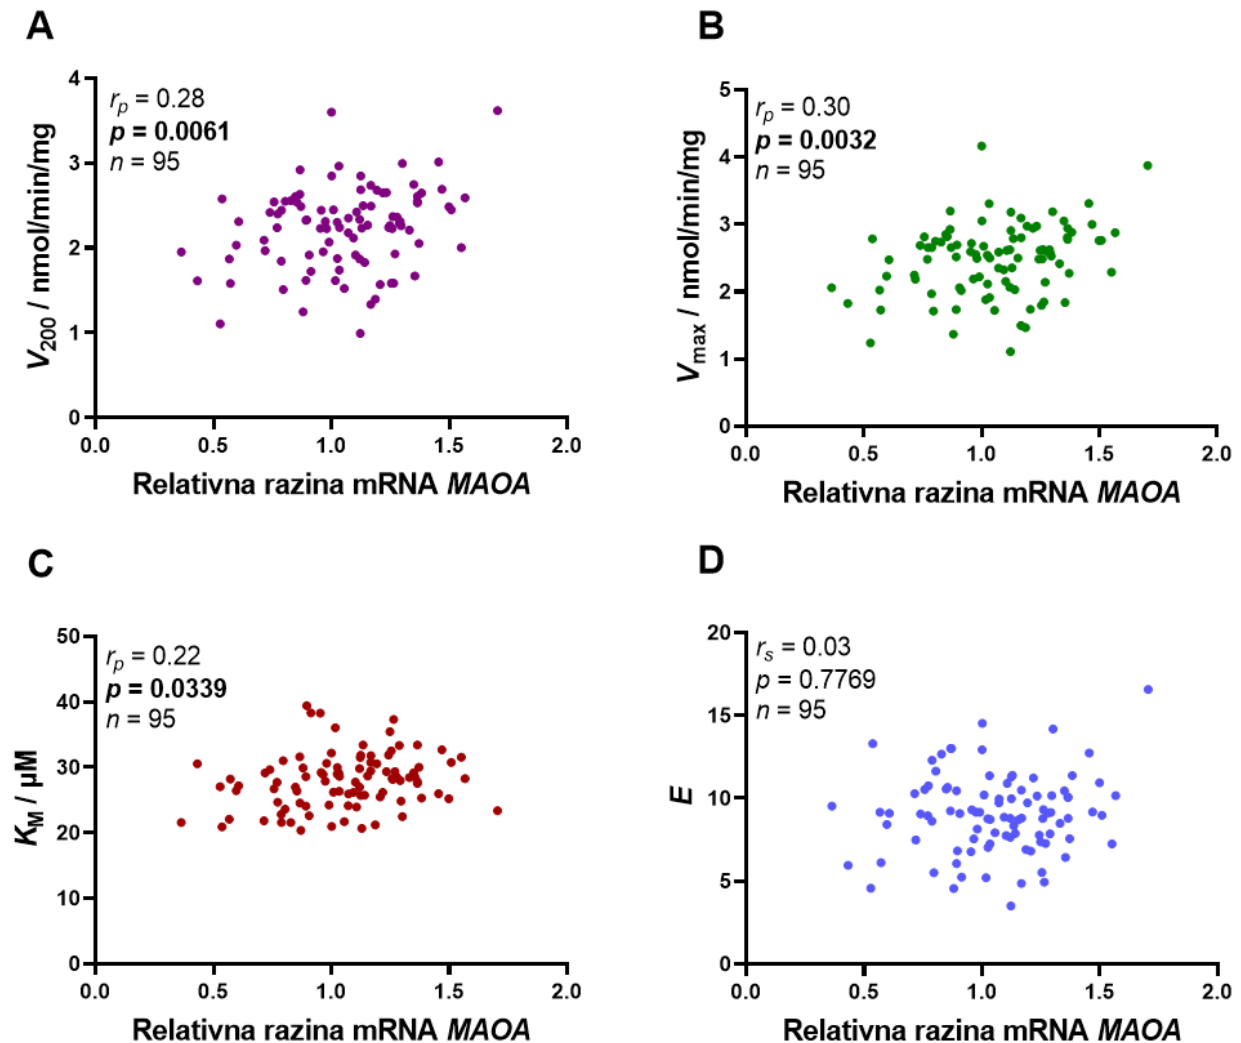 A
r_p = 0.28
p = 0.0061
n = 95
V_200 / nmol/min/mg
4
3
2
1
0
0.0 0.5 1.0 1.5 2.0
Relativna razina mRNA MAOA
B
r_p = 0.30
p = 0.0032
n = 95
V_max / nmol/min/mg
5
4
3
2
1
0
0.0 0.5 1.0 1.5 2.0
Relativna razina mRNA MAOA
C
r_p = 0.22
p = 0.0339
n = 95
K_M / µM
50
40
30
20
10
0
0.0 0.5 1.0 1.5 2.0
Relativna razina mRNA MAOA
D
r_s = 0.03
p = 0.7769
n = 95
E
20
15
10
5
0
0.0 0.5 1.0 1.5 2.0
Relativna razina mRNA MAOA